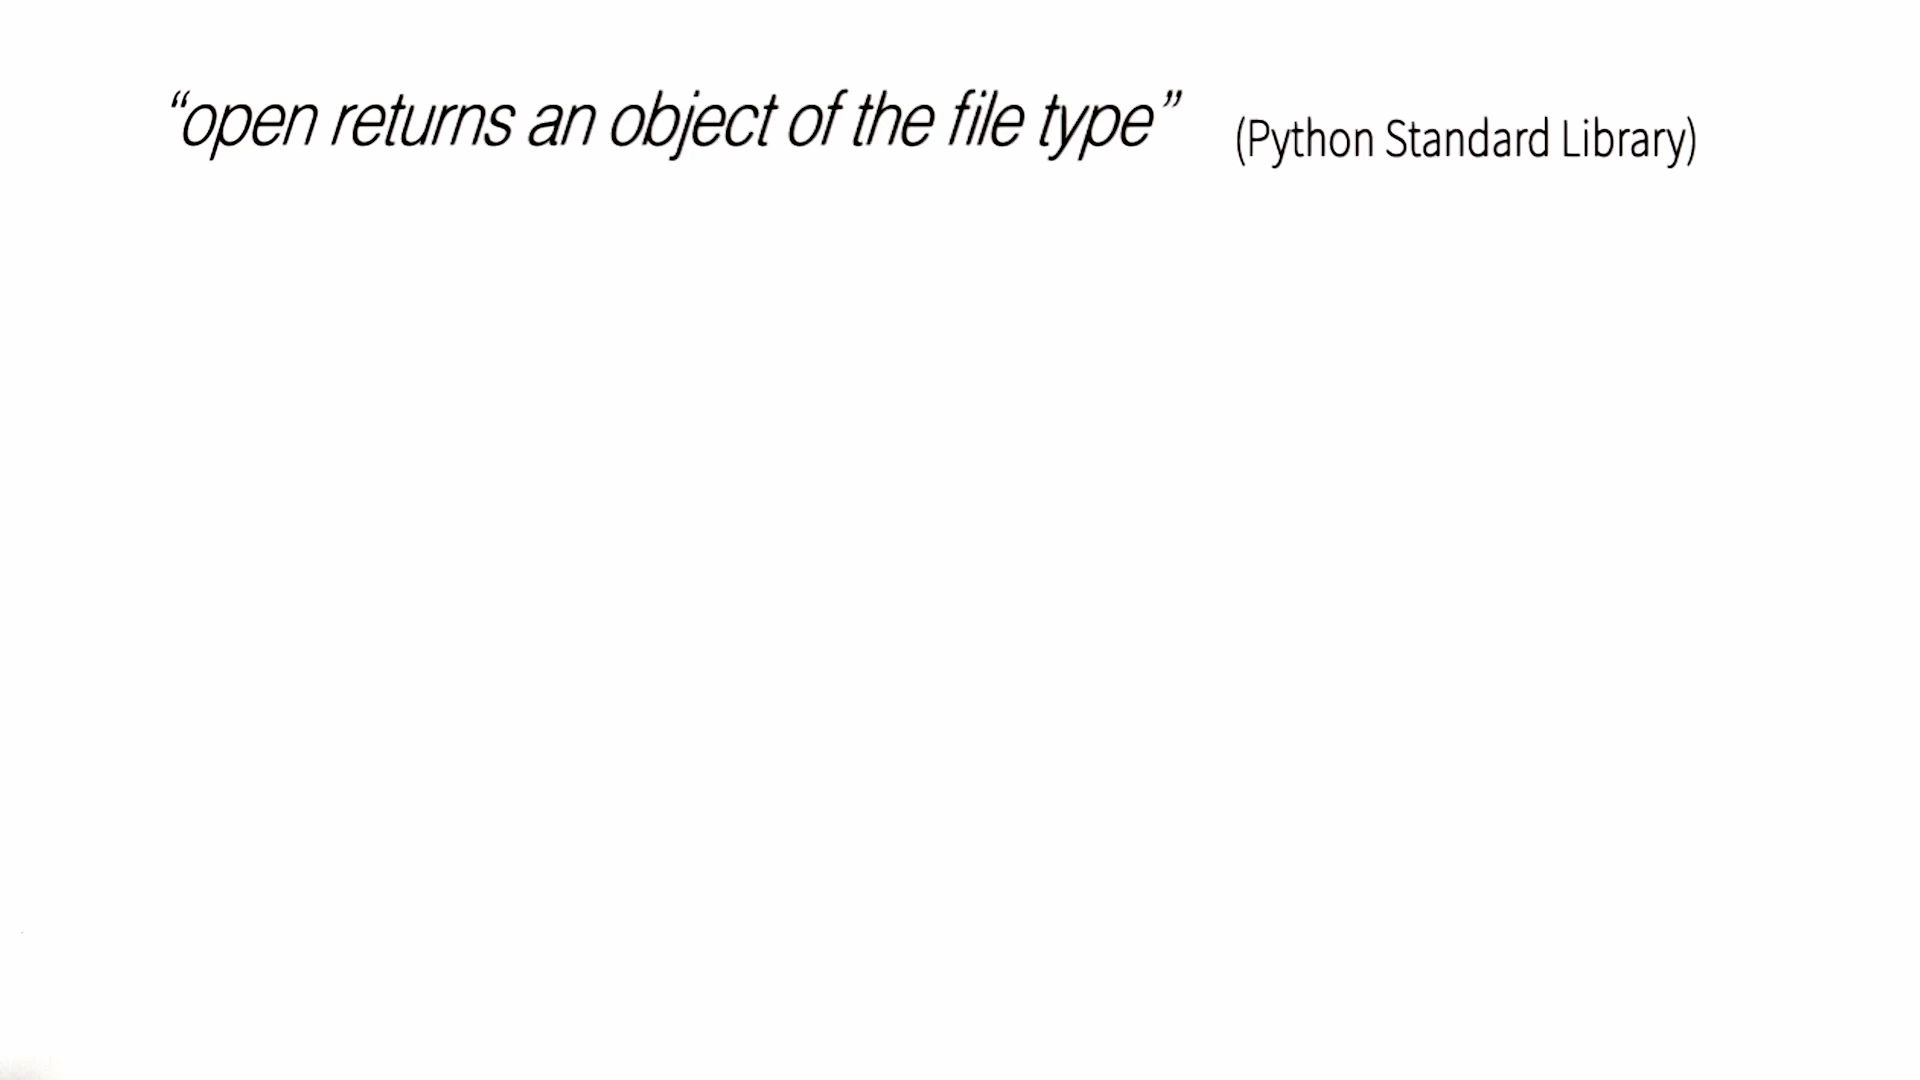 “open returns an object of the file type” (Python Standard Library)